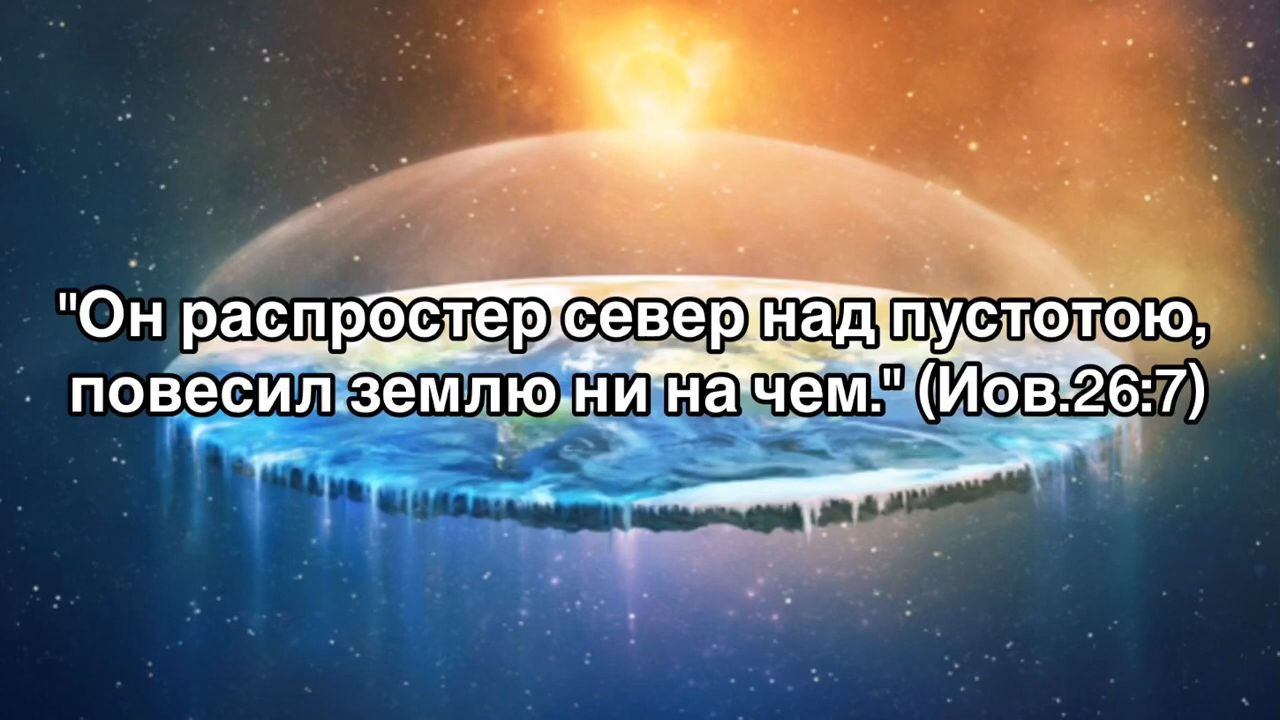 "Он распростер север над пустотою,
повесил землю ни на чем." (Иов.26:7)